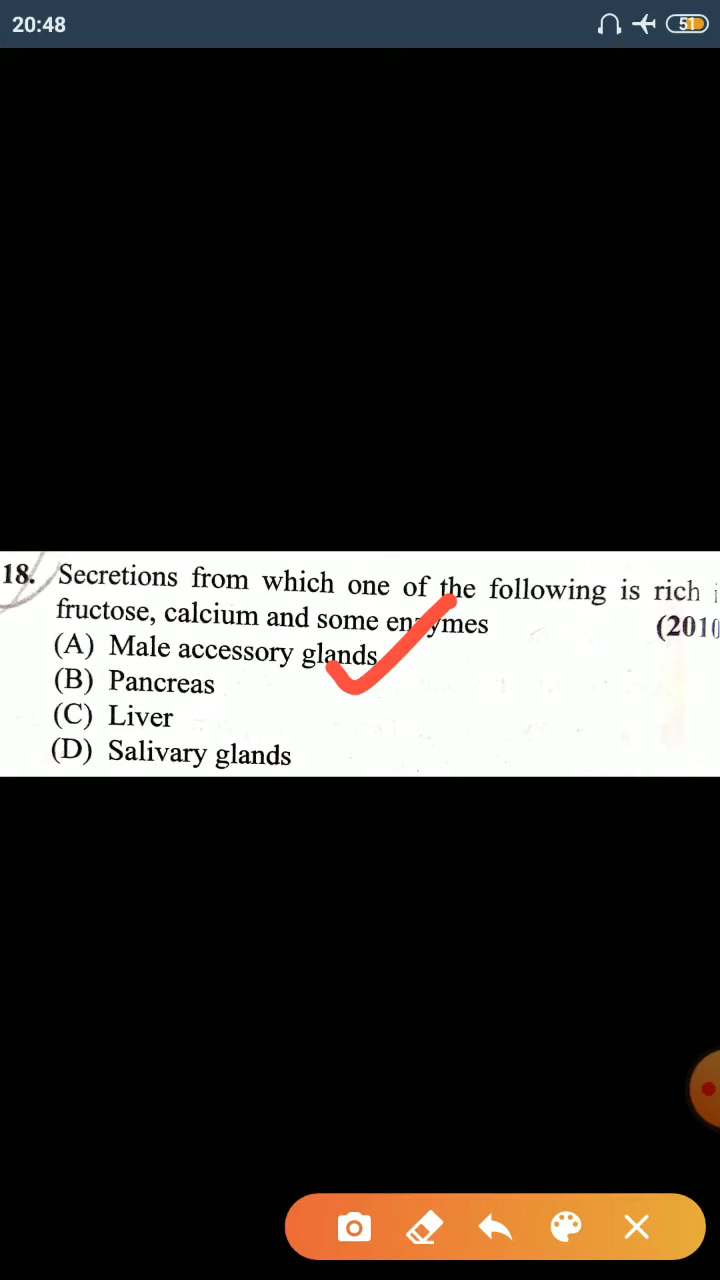 20:48
51
18. Secretions from which one of the following is rich i
fructose, calcium and some enzymes
(2010
(A) Male accessory glands
(B) Pancreas
(C) Liver
(D) Salivary glands